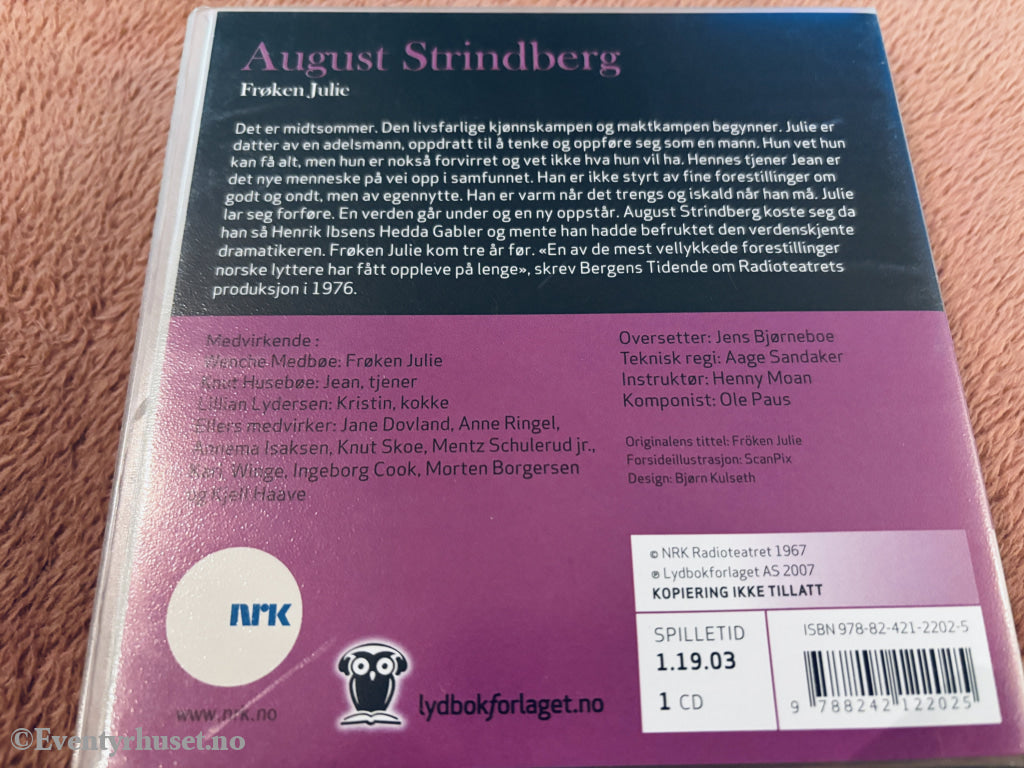 August Strindberg
Frøken Julie
Det er midtsommer. Den livsfarlige kjønnskampen og maktkampen begynner. Julie er
datter av en adelsmann, oppdratt til å tenke og oppføre seg som en mann. Hun vet hun
kan få alt, men hun er nokså forvirret og vet ikke hva hun vil ha. Hennes tjener Jean er
det nye menneske på vei opp i samfunnet. Han er ikke styrt av fine forestillinger om
godt og ondt, men av egennytte. Han er varm når det trengs og iskald når han må. Julie
lar seg forføre. En verden går under og en ny oppstår. August Strindberg koste seg da
han så Henrik Ibsens Hedda Gabler og mente han hadde befruktet den verdenskjente
dramatikeren. Frøken Julie kom tre år før. «En av de mest vellykkede forestillinger
norske lyttere har fått oppleve på lenge», skrev Bergens Tidende om Radioteatrets
produksjon i 1976.
Medvirkende :
Wenche Medbøe: Frøken Julie
Knut Husebøe: Jean, tjener
Lillian Lydersen: Kristin, kokke
Ellers medvirker: Jane Dovland, Anne Ringel,
Anniema Isaksen, Knut Skoe, Mentz Schulerud jr.,
Kari Winge, Ingeborg Cook, Morten Borgersen
og Kjell Haave
Oversetter: Jens Bjørneboe
Teknisk regi: Aage Sandaker
Instruktør: Henny Moan
Komponist: Ole Paus
Originalens tittel: Fröken Julie
Forsideillustrasjon: ScanPix
Design: Bjørn Kulseth
© NRK Radioteatret 1967
℗ Lydbokforlaget AS 2007
KOPIERING IKKE TILLATT
SPILLETID
1.19.03
1 CD
ISBN 978-82-421-2202-5
9 788242 122025
NRK
www.nrk.no
lydbokforlaget.no
©Eventyrhuset.no